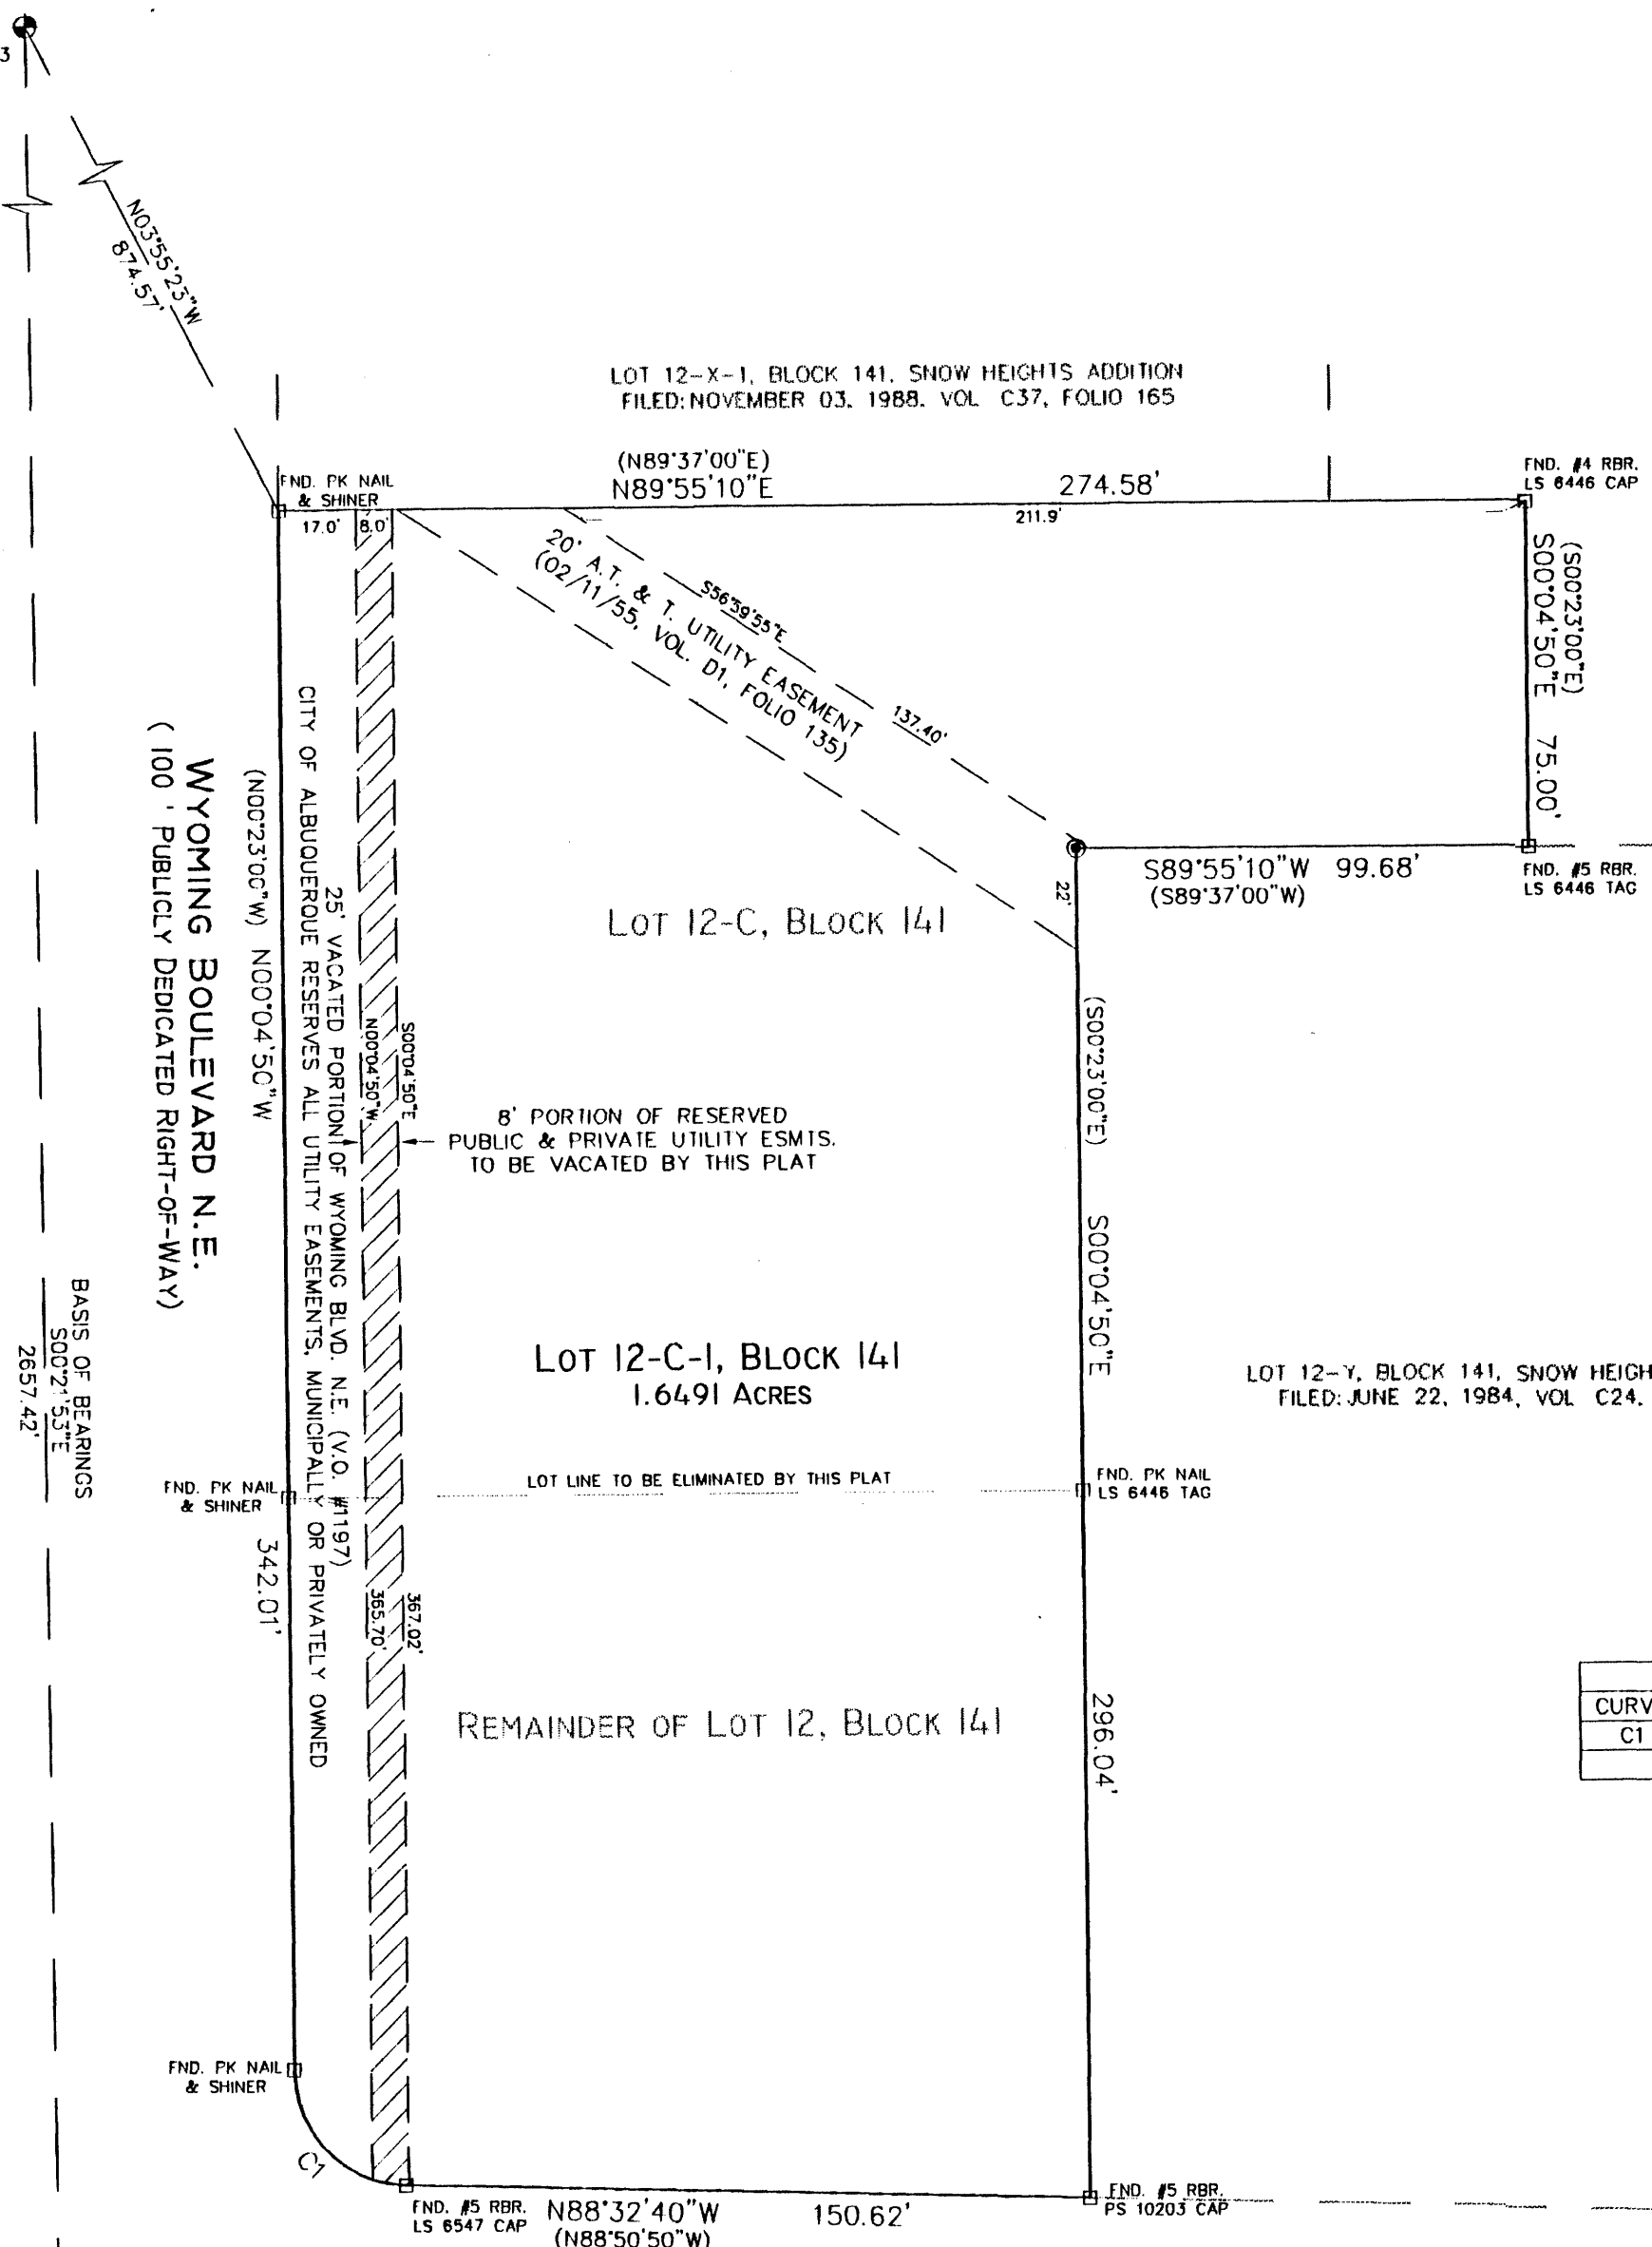 3
N03°55'23"W
874.57'
LOT 12-X-1, BLOCK 141, SNOW HEIGHTS ADDITION
FILED: NOVEMBER 03, 1988. VOL C37, FOLIO 165
(N89°37'00"E)
N89°55'10"E 274.58'
211.9'
FND. PK NAIL
& SHINER
17.0' 8.0'
FND. #4 RBR.
LS 6446 CAP
(S00°23'00"E)
S00°04'50"E 75.00'
20' A.T. & T. UTILITY EASEMENT
(02/11/55, VOL. D1, FOLIO 135)
S56°59'55"E
137.40'
S89°55'10"W 99.68'
(S89°37'00"W)
FND. #5 RBR.
LS 6446 TAG
22'
LOT 12-C, BLOCK 141
WYOMING BOULEVARD N.E.
( 100 ' PUBLICLY DEDICATED RIGHT-OF-WAY)
(N00°23'00"W) N00°04'50"W
342.01'
25' VACATED PORTION OF WYOMING BLVD. N.E. (V.O. #1197)
CITY OF ALBUQUERQUE RESERVES ALL UTILITY EASEMENTS, MUNICIPALLY OR PRIVATELY OWNED
S00°04'50"E
N00°04'50"W
8' PORTION OF RESERVED
PUBLIC & PRIVATE UTILITY ESMTS.
TO BE VACATED BY THIS PLAT
(S00°23'00"E)
S00°04'50"E
296.04'
BASIS OF BEARINGS
S00°21'53"E
2657.42'
LOT 12-C-1, BLOCK 141
1.6491 ACRES
LOT 12-Y, BLOCK 141, SNOW HEIGH
FILED: JUNE 22, 1984, VOL C24,
FND. PK NAIL
& SHINER
LOT LINE TO BE ELIMINATED BY THIS PLAT
FND. PK NAIL
LS 6446 TAG
367.02'
365.70'
REMAINDER OF LOT 12, BLOCK 141
CURV
C1
FND. PK NAIL
& SHINER
C1
FND. #5 RBR.
LS 6547 CAP
N88°32'40"W 150.62'
(N88°50'50"W)
FND. #5 RBR.
PS 10203 CAP